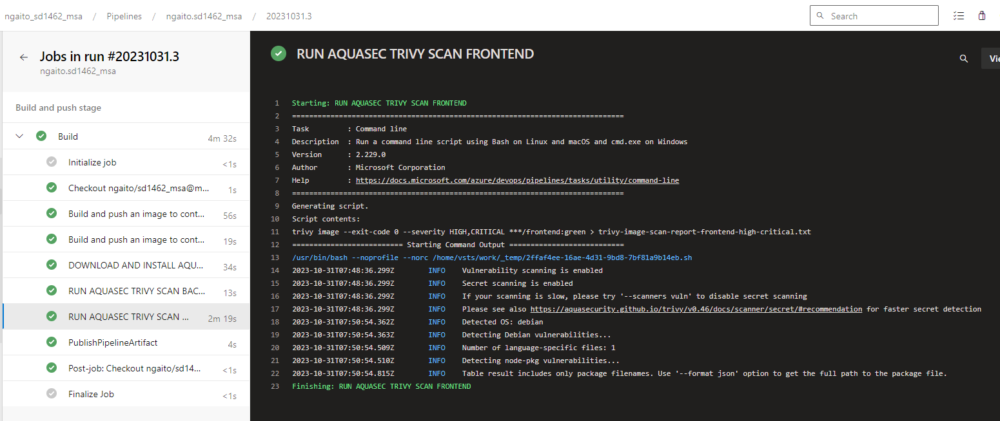 ngaito_sd1462_msa / Pipelines / ngaito.sd1462_msa / 20231031.3
Search
Jobs in run #20231031.3
ngaito.sd1462_msa
Build and push stage
Build 4m 32s
Initialize job <1s
Checkout ngaito/sd1462_msa@m... 1s
Build and push an image to cont... 56s
Build and push an image to cont... 19s
DOWNLOAD AND INSTALL AQU... 34s
RUN AQUASEC TRIVY SCAN BAC... 13s
RUN AQUASEC TRIVY SCAN ... 2m 19s
PublishPipelineArtifact 4s
Post-job: Checkout ngaito/sd14... <1s
Finalize Job <1s
RUN AQUASEC TRIVY SCAN FRONTEND
Vie
1 Starting: RUN AQUASEC TRIVY SCAN FRONTEND
2 ==============================================================================
3 Task : Command line
4 Description : Run a command line script using Bash on Linux and macOS and cmd.exe on Windows
5 Version : 2.229.0
6 Author : Microsoft Corporation
7 Help : https://docs.microsoft.com/azure/devops/pipelines/tasks/utility/command-line
8 ==============================================================================
9 Generating script.
10 Script contents:
11 trivy image --exit-code 0 --severity HIGH,CRITICAL ***/frontend:green > trivy-image-scan-report-frontend-high-critical.txt
12 ========================== Starting Command Output ===========================
13 /usr/bin/bash --noprofile --norc /home/vsts/work/_temp/2ffaf4ee-16ae-4d31-9bd8-7bf81a9b14eb.sh
14 2023-10-31T07:48:36.299Z INFO Vulnerability scanning is enabled
15 2023-10-31T07:48:36.299Z INFO Secret scanning is enabled
16 2023-10-31T07:48:36.299Z INFO If your scanning is slow, please try '--scanners vuln' to disable secret scanning
17 2023-10-31T07:48:36.299Z INFO Please see also https://aquasecurity.github.io/trivy/v0.46/docs/scanner/secret/#recommendation for faster secret detection
18 2023-10-31T07:50:54.362Z INFO Detected OS: debian
19 2023-10-31T07:50:54.363Z INFO Detecting Debian vulnerabilities...
20 2023-10-31T07:50:54.509Z INFO Number of language-specific files: 1
21 2023-10-31T07:50:54.510Z INFO Detecting node-pkg vulnerabilities...
22 2023-10-31T07:50:54.815Z INFO Table result includes only package filenames. Use '--format json' option to get the full path to the package file.
23 Finishing: RUN AQUASEC TRIVY SCAN FRONTEND